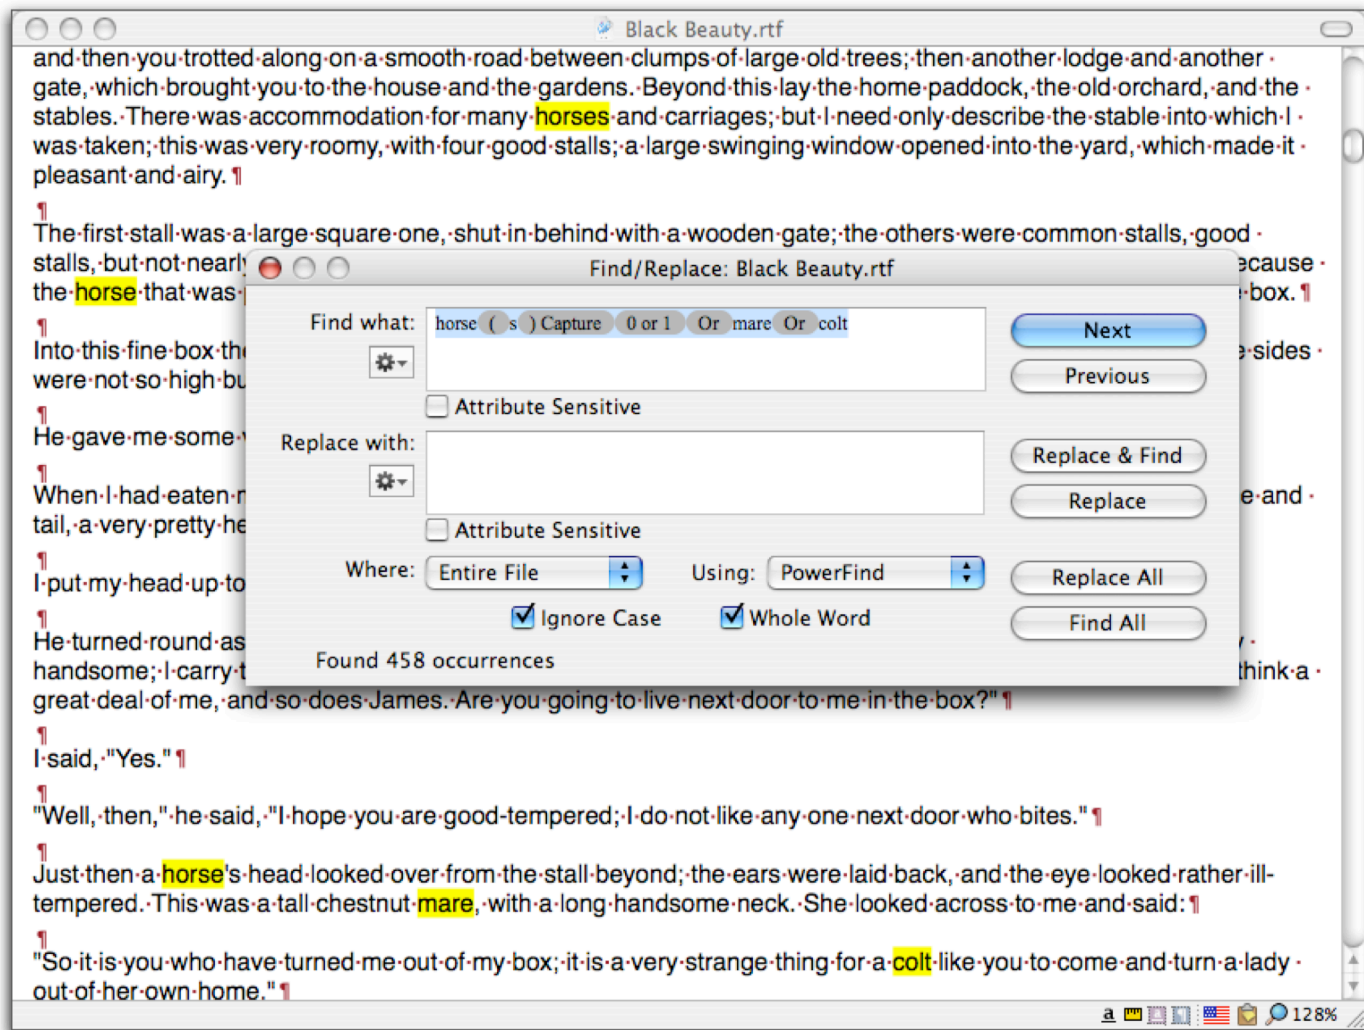 Black Beauty.rtf
and then you trotted along on a smooth road between clumps of large old trees; then another lodge and another
gate, which brought you to the house and the gardens. Beyond this lay the home paddock, the old orchard, and the
stables. There was accommodation for many horses and carriages; but I need only describe the stable into which I
was taken; this was very roomy, with four good stalls; a large swinging window opened into the yard, which made it
pleasant and airy. ¶
¶
The first stall was a large square one, shut in behind with a wooden gate; the others were common stalls, good
stalls, but not nearly
ecause
the horse that was
box. ¶
¶
Into this fine box the
e sides
were not so high bu
¶
He gave me some
¶
When I had eaten
e and
tail, a very pretty he
¶
I put my head up to
¶
He turned round as
handsome; I carry
think a
great deal of me, and so does James. Are you going to live next door to me in the box?" ¶
¶
I said, "Yes." ¶
¶
"Well, then," he said, "I hope you are good-tempered; I do not like any one next door who bites." ¶
¶
Just then a horse's head looked over from the stall beyond; the ears were laid back, and the eye looked rather ill-
tempered. This was a tall chestnut mare, with a long handsome neck. She looked across to me and said: ¶
¶
"So it is you who have turned me out of my box; it is a very strange thing for a colt like you to come and turn a lady
out of her own home." ¶
Find/Replace: Black Beauty.rtf
Find what:
horse ( s ) Capture 0 or 1 Or mare Or colt
Next
Previous
Attribute Sensitive
Replace with:
Replace & Find
Replace
Attribute Sensitive
Where: Entire File
Using: PowerFind
Replace All
Ignore Case
Whole Word
Find All
Found 458 occurrences
a
128%